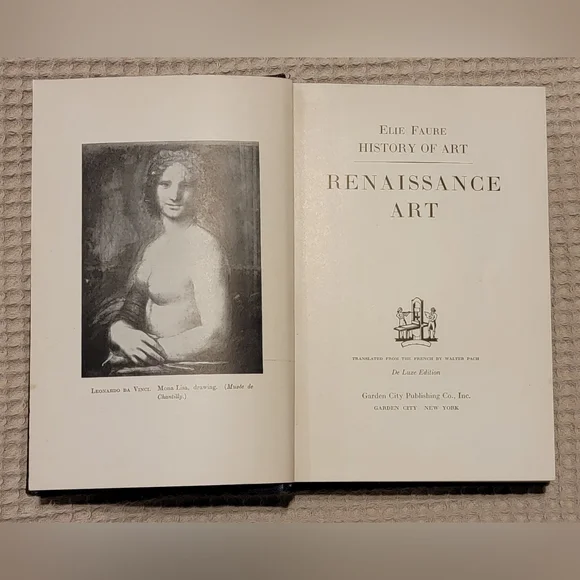 Leonardo da Vinci. Mona Lisa, drawing. (Musée de
Chantilly.)
Elie Faure
HISTORY OF ART
RENAISSANCE
ART
TRANSLATED FROM THE FRENCH BY WALTER PACH
De Luxe Edition
Garden City Publishing Co., Inc.
GARDEN CITY NEW YORK